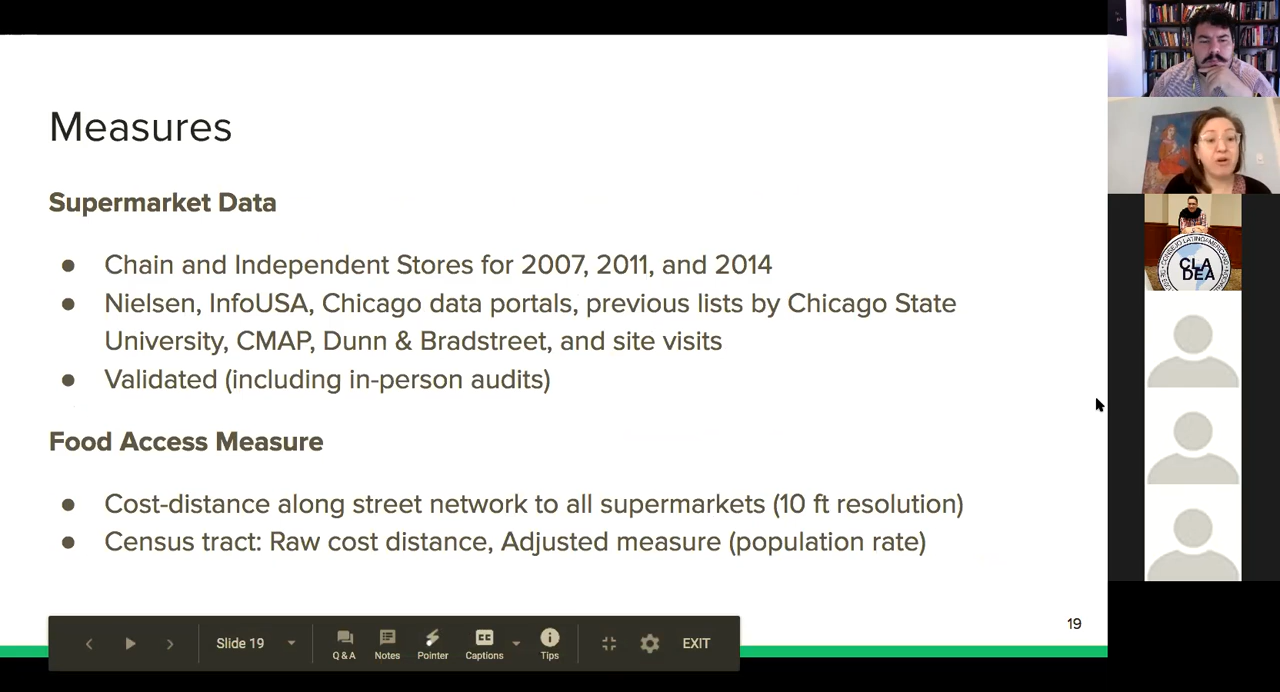 Measures
Supermarket Data
● Chain and Independent Stores for 2007, 2011, and 2014
● Nielsen, InfoUSA, Chicago data portals, previous lists by Chicago State
University, CMAP, Dunn & Bradstreet, and site visits
● Validated (including in-person audits)
Food Access Measure
● Cost-distance along street network to all supermarkets (10 ft resolution)
● Census tract: Raw cost distance, Adjusted measure (population rate)
19
Slide 19
Q & A
Notes
Pointer
Captions
Tips
EXIT
CONSEJO LATINOAMERICANO
CLA
DEA